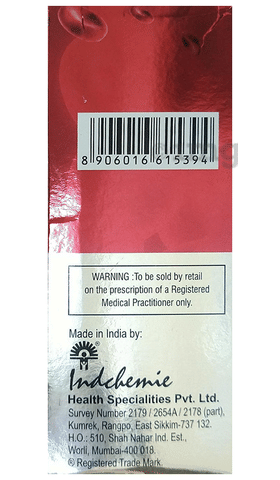 8 906016 615394
WARNING :To be sold by retail
on the prescription of a Registered
Medical Practitioner only.
Made in India by:
Indchemie
Health Specialities Pvt. Ltd.
Survey Number 2179 / 2654A / 2178 (part),
Kumrek, Rangpo, East Sikkim-737 132.
H.O.: 510, Shah Nahar Ind. Est.,
Worli, Mumbai-400 018.
® Registered Trade Mark.